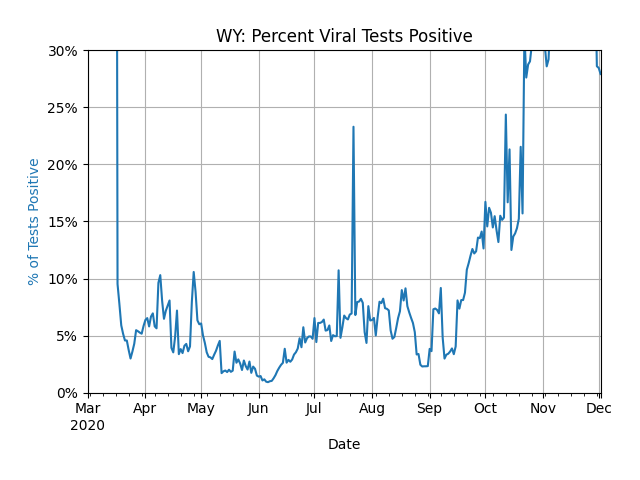 WY: Percent Viral Tests Positive
30%
25%
20%
15%
10%
5%
0%
% of Tests Positive
Mar Apr May Jun Jul Aug Sep Oct Nov Dec
2020
Date